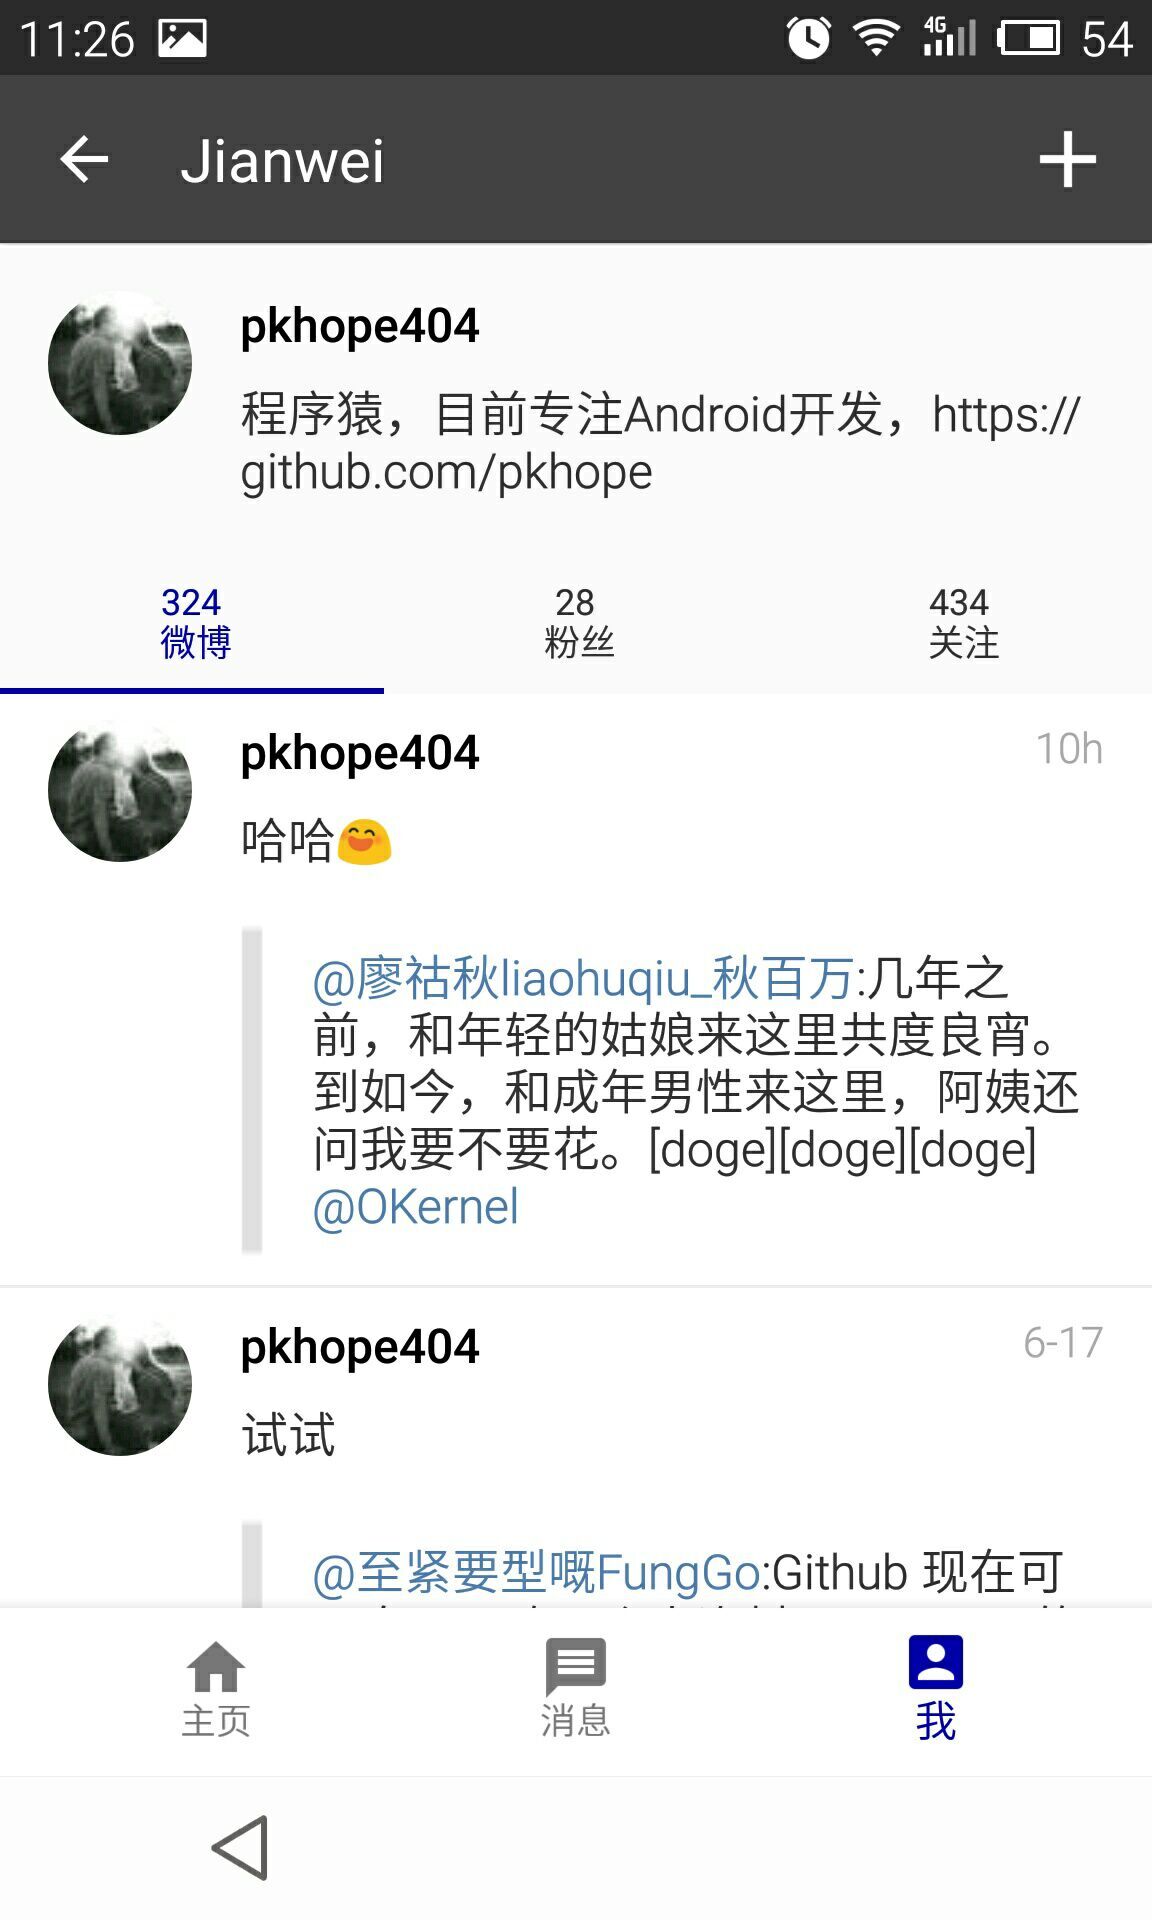 11:26 4G 54
Jianwei
pkhope404
程序猿，目前专注Android开发，https://
github.com/pkhope
324 28 434
微博 粉丝 关注
pkhope404 10h
哈哈😄
@廖祜秋liaohuqiu_秋百万:几年之
前，和年轻的姑娘来这里共度良宵。
到如今，和成年男性来这里，阿姨还
问我要不要花。[doge][doge][doge]
@OKernel
pkhope404 6-17
试试
@至紧要型嘅FungGo:Github 现在可
主页 消息 我